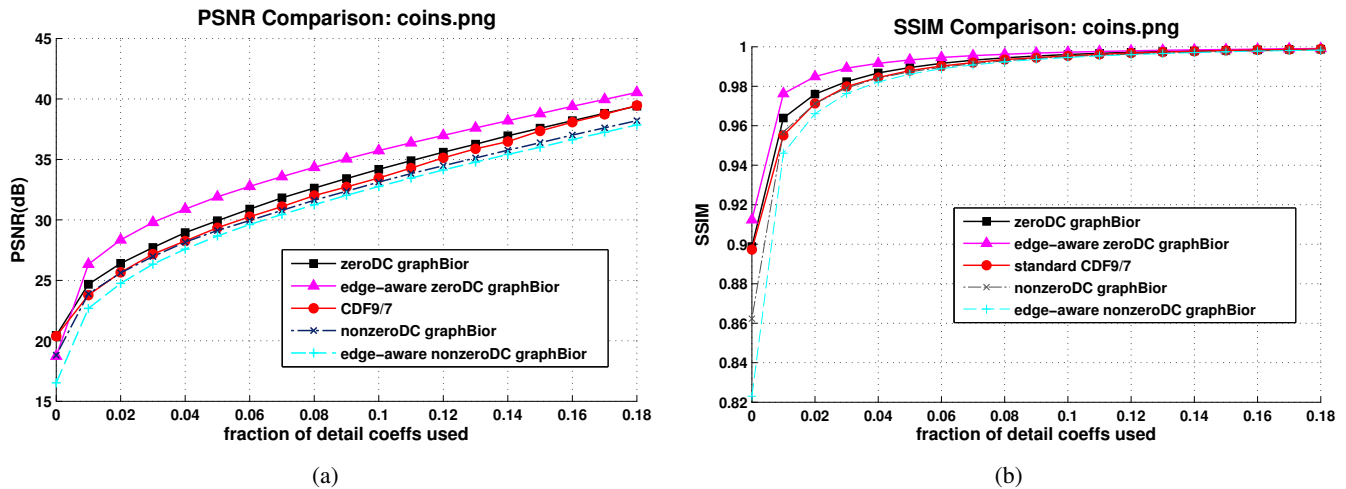 PSNR Comparison: coins.png
45
40
35
30
25
20
15
PSNR(dB)
zeroDC graphBior
edge-aware zeroDC graphBior
CDF9/7
nonzeroDC graphBior
edge-aware nonzeroDC graphBior
0 0.02 0.04 0.06 0.08 0.1 0.12 0.14 0.16 0.18
fraction of detail coeffs used
(a)
SSIM Comparison: coins.png
1
0.98
0.96
0.94
0.92
0.9
0.88
0.86
0.84
0.82
SSIM
zeroDC graphBior
edge-aware zeroDC graphBior
standard CDF9/7
nonzeroDC graphBior
edge-aware nonzeroDC graphBior
0 0.02 0.04 0.06 0.08 0.1 0.12 0.14 0.16 0.18
fraction of detail coeffs used
(b)